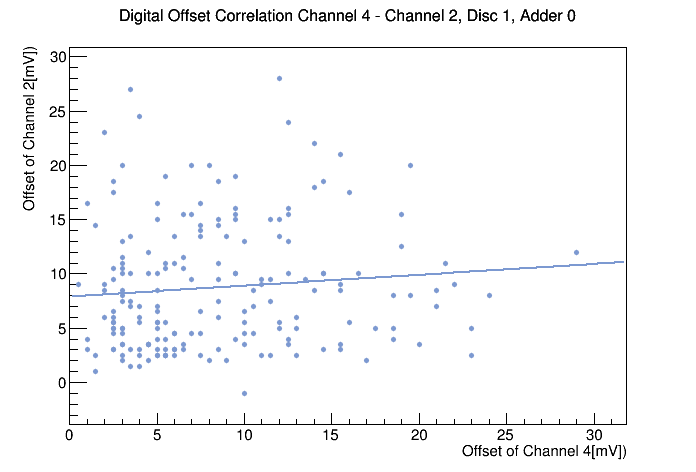 Digital Offset Correlation Channel 4 - Channel 2, Disc 1, Adder 0
Offset of Channel 2[mV])
30
25
20
15
10
5
0
0 5 10 15 20 25 30
Offset of Channel 4[mV])